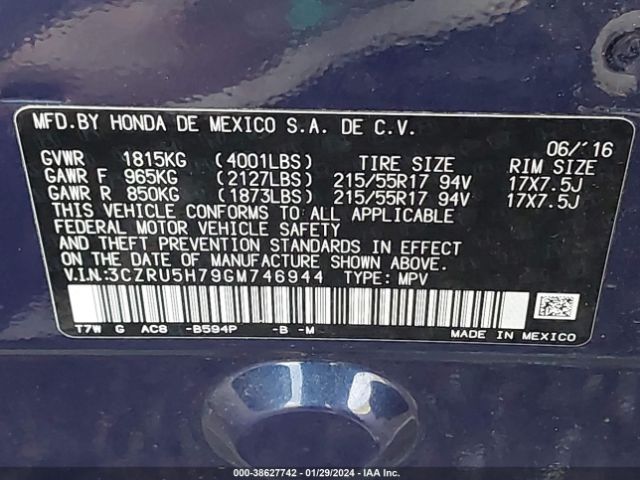 MFD.BY HONDA DE MEXICO S.A. DE C.V.
06/'16
GVWR 1815KG (4001LBS) TIRE SIZE RIM SIZE
GAWR F 965KG (2127LBS) 215/55R17 94V 17X7.5J
GAWR R 850KG (1873LBS) 215/55R17 94V 17X7.5J
THIS VEHICLE CONFORMS TO ALL APPLICABLE
FEDERAL MOTOR VEHICLE SAFETY
AND THEFT PREVENTION STANDARDS IN EFFECT
ON THE DATE OF MANUFACTURE SHOWN ABOVE.
V.I.N:3CZRU5H79GM746944 TYPE: MPV
T7W G AC8 -B594P -B -M
MADE IN MEXICO
000-38627742 - 01/29/2024 - IAA Inc.